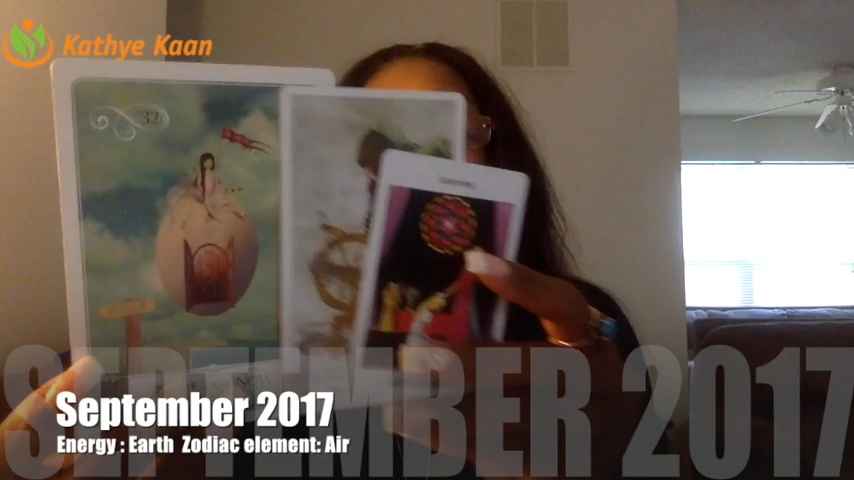 Kathye Kaan
32
SEPTEMBER 2017
September 2017
Energy : Earth Zodiac element: Air